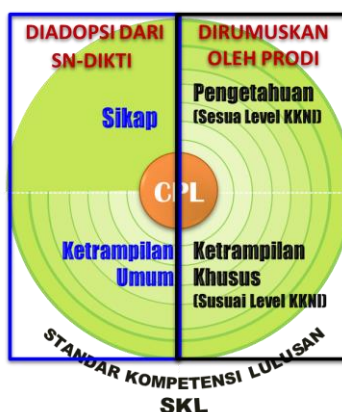 DIADOPSI DARI
SN-DIKTI
Sikap
Ketrampilan
Umum
DIRUMUSKAN
OLEH PRODI
Pengetahuan
(Sesua Level KKNI)
Ketrampilan
Khusus
(Susuai Level KKNI)
CPL
STANDAR KOMPETENSI LULUSAN
SKL